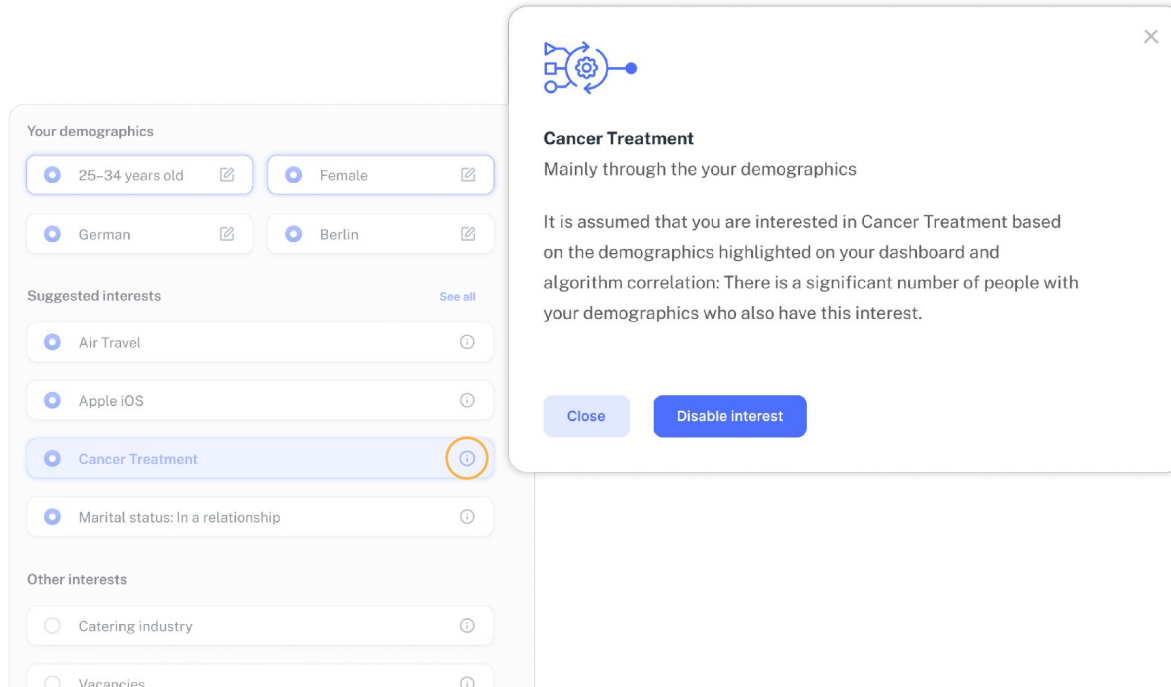 Your demographics
25–34 years old
Female
German
Berlin
Suggested interests
See all
Air Travel
Apple iOS
Cancer Treatment
Marital status: In a relationship
Other interests
Catering industry
Vacancies
Cancer Treatment
Mainly through the your demographics
It is assumed that you are interested in Cancer Treatment based
on the demographics highlighted on your dashboard and
algorithm correlation: There is a significant number of people with
your demographics who also have this interest.
Close
Disable interest